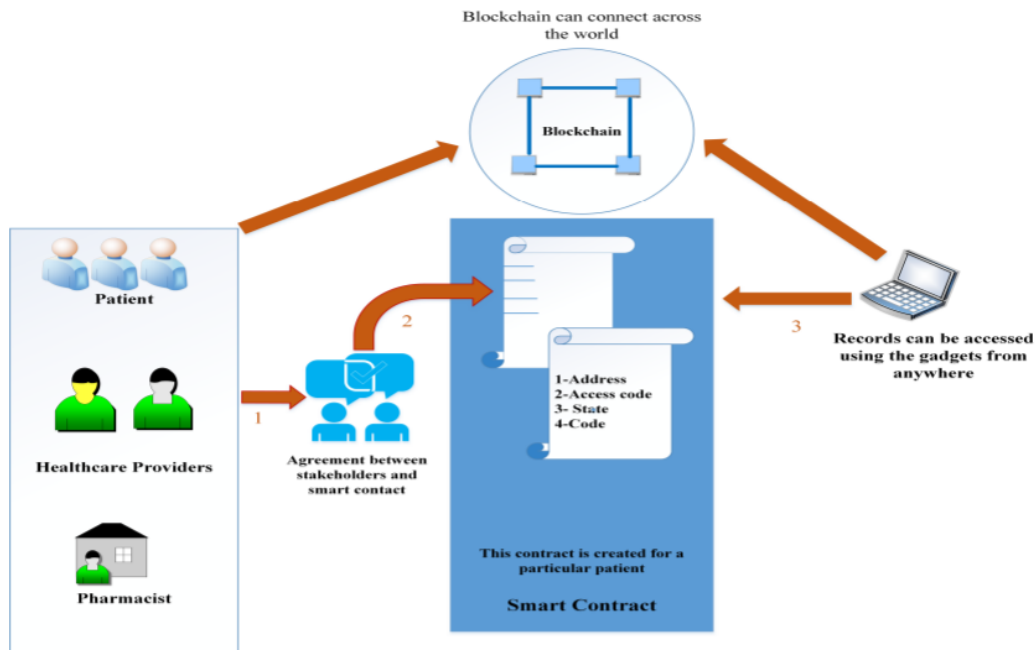 Blockchain can connect across
the world
Blockchain
Patient
Healthcare Providers
Pharmacist
1
Agreement between
stakeholders and
smart contact
2
1-Address
2-Access code
3- State
4-Code
This contract is created for a
particular patient
Smart Contract
3
Records can be accessed
using the gadgets from
anywhere